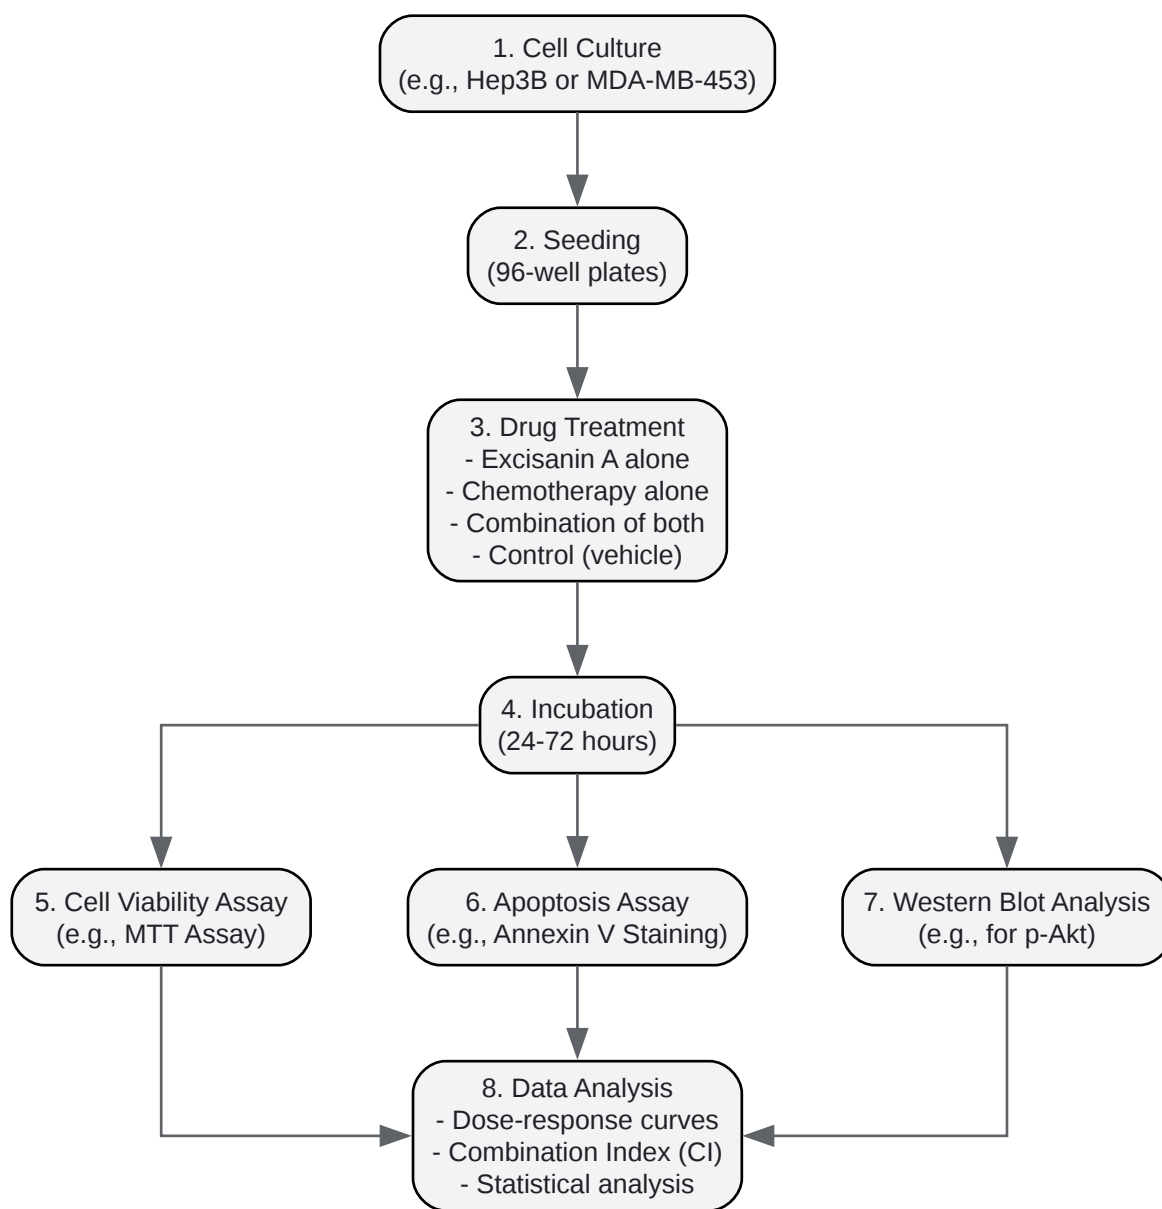 1. Cell Culture
(e.g., Hep3B or MDA-MB-453)
2. Seeding
(96-well plates)
3. Drug Treatment
- Excisanin A alone
- Chemotherapy alone
- Combination of both
- Control (vehicle)
4. Incubation
(24-72 hours)
5. Cell Viability Assay
(e.g., MTT Assay)
6. Apoptosis Assay
(e.g., Annexin V Staining)
7. Western Blot Analysis
(e.g., for p-Akt)
8. Data Analysis
- Dose-response curves
- Combination Index (CI)
- Statistical analysis